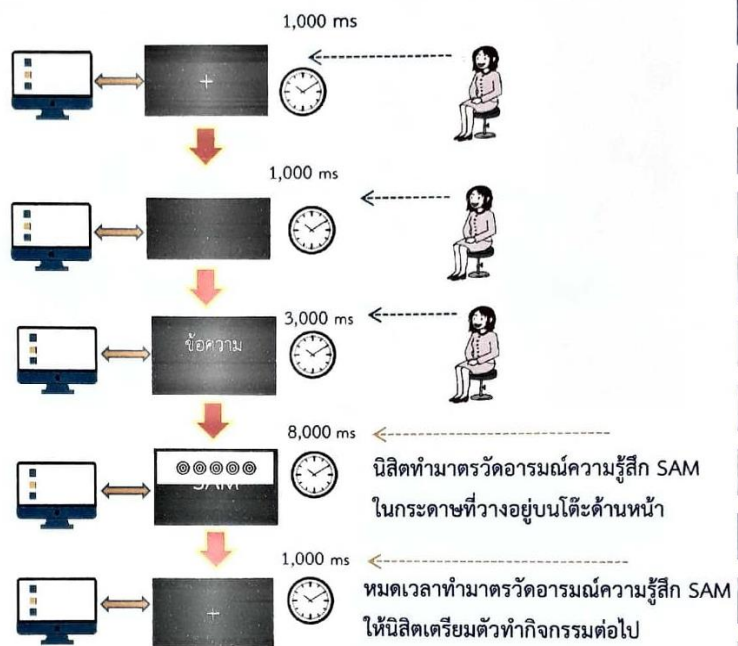 1,000 ms
1,000 ms
3,000 ms
ข้อความ
8,000 ms
SAM
นิสิตทำมาตรวัดอารมณ์ความรู้สึก SAM
ในกระดาษที่วางอยู่บนโต๊ะด้านหน้า
1,000 ms
หมดเวลาทำมาตรวัดอารมณ์ความรู้สึก SAM
ให้นิสิตเตรียมตัวทำกิจกรรมต่อไป